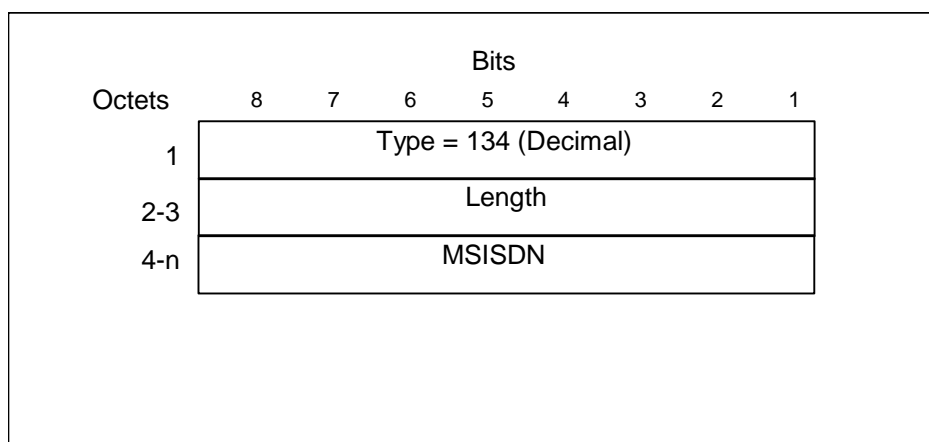 Bits
Octets 8 7 6 5 4 3 2 1
1 Type = 134 (Decimal)
2-3 Length
4-n MSISDN